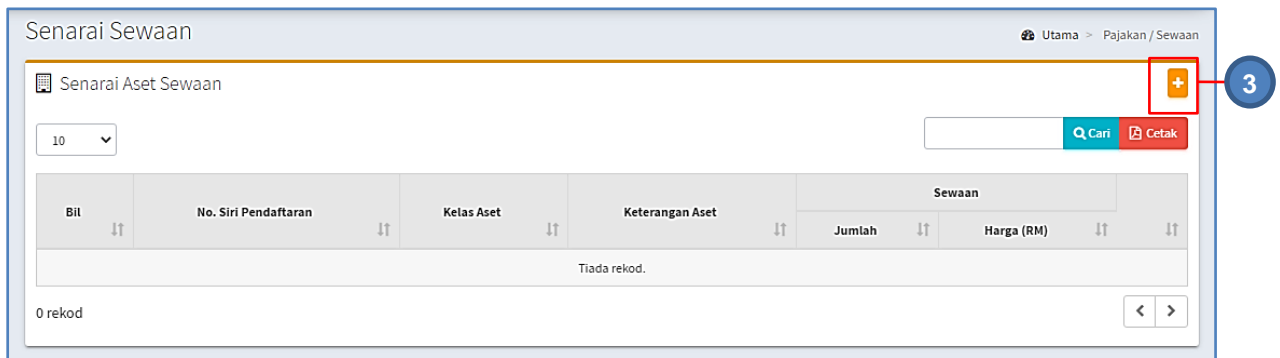 Senarai Sewaan
Utama > Pajakan / Sewaan
Senarai Aset Sewaan
+
3
10
Cari
Cetak
Bil
No. Siri Pendaftaran
Kelas Aset
Keterangan Aset
Sewaan
Jumlah
Harga (RM)
Tiada rekod.
0 rekod